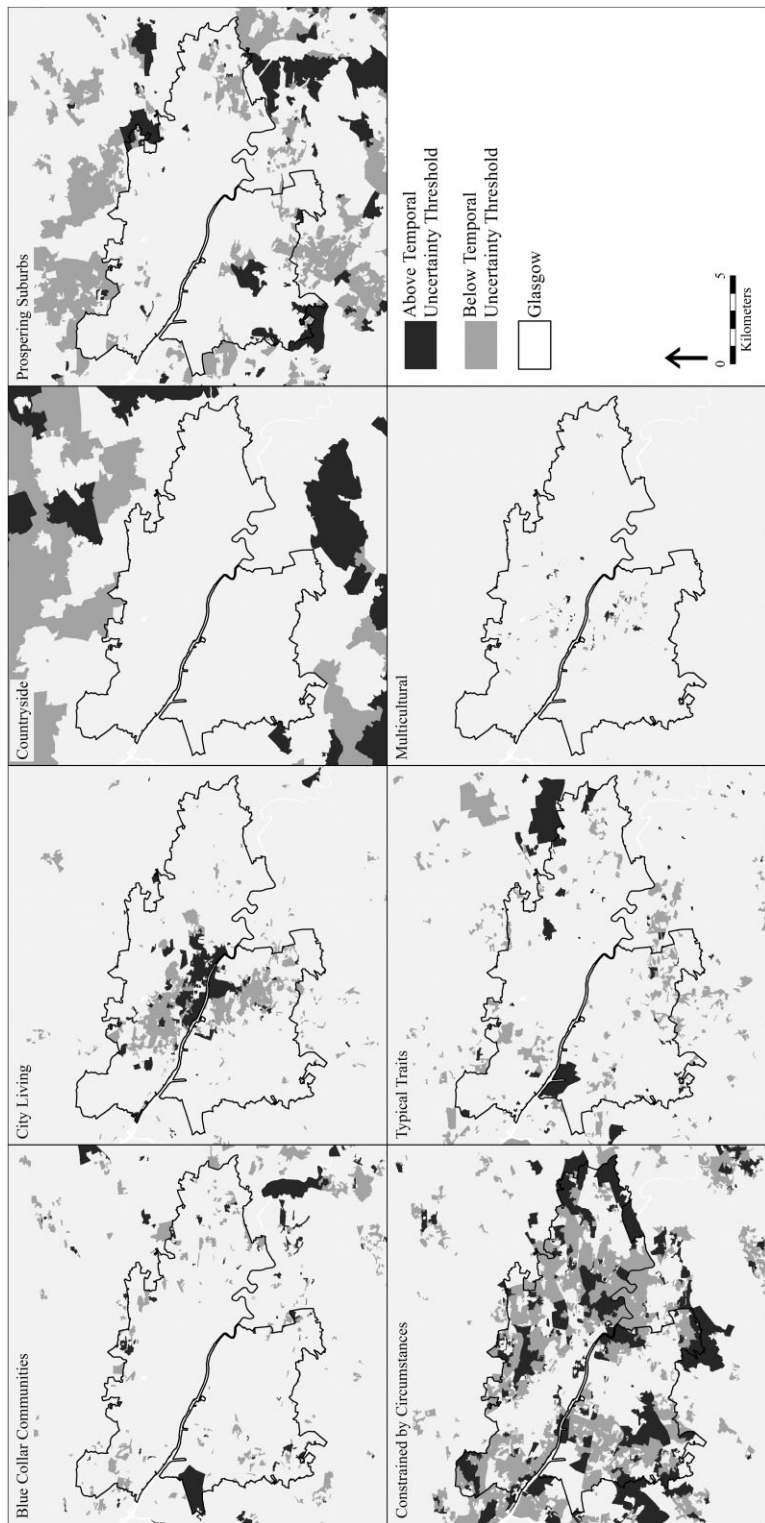 Blue Collar Communities
City Living
Countryside
Prospering Suburbs
Constrained by Circumstances
Typical Traits
Multicultural
Above Temporal
Uncertainty Threshold
Below Temporal
Uncertainty Threshold
Glasgow
0 5
Kilometers